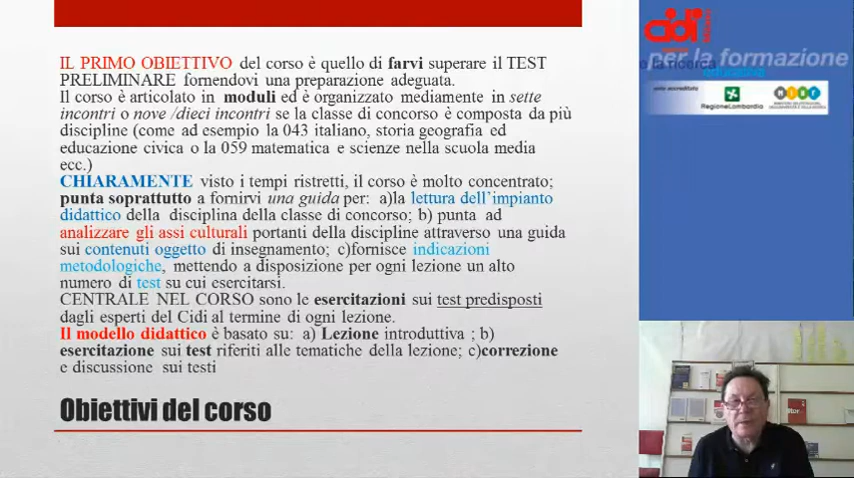 IL PRIMO OBIETTIVO del corso è quello di farvi superare il TEST
PRELIMINARE fornendovi una preparazione adeguata.
Il corso è articolato in moduli ed è organizzato mediamente in sette
incontri o nove /dieci incontri se la classe di concorso è composta da più
discipline (come ad esempio la 043 italiano, storia geografia ed
educazione civica o la 059 matematica e scienze nella scuola media
ecc.)
CHIARAMENTE visto i tempi ristretti, il corso è molto concentrato;
punta soprattutto a fornirvi una guida per: a)la lettura dell'impianto
didattico della disciplina della classe di concorso; b) punta ad
analizzare gli assi culturali portanti della discipline attraverso una guida
sui contenuti oggetto di insegnamento; c)fornisce indicazioni
metodologiche, mettendo a disposizione per ogni lezione un alto
numero di test su cui esercitarsi.
CENTRALE NEL CORSO sono le esercitazioni sui test predisposti
dagli esperti del Cidi al termine di ogni lezione.
Il modello didattico è basato su: a) Lezione introduttiva ; b)
esercitazione sui test riferiti alle tematiche della lezione; c)correzione
e discussione sui testi
Obiettivi del corso
cidi
per la formazione
RegioneLombardia